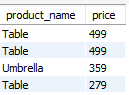 product_name price
Table 499
Table 499
Umbrella 359
Table 279